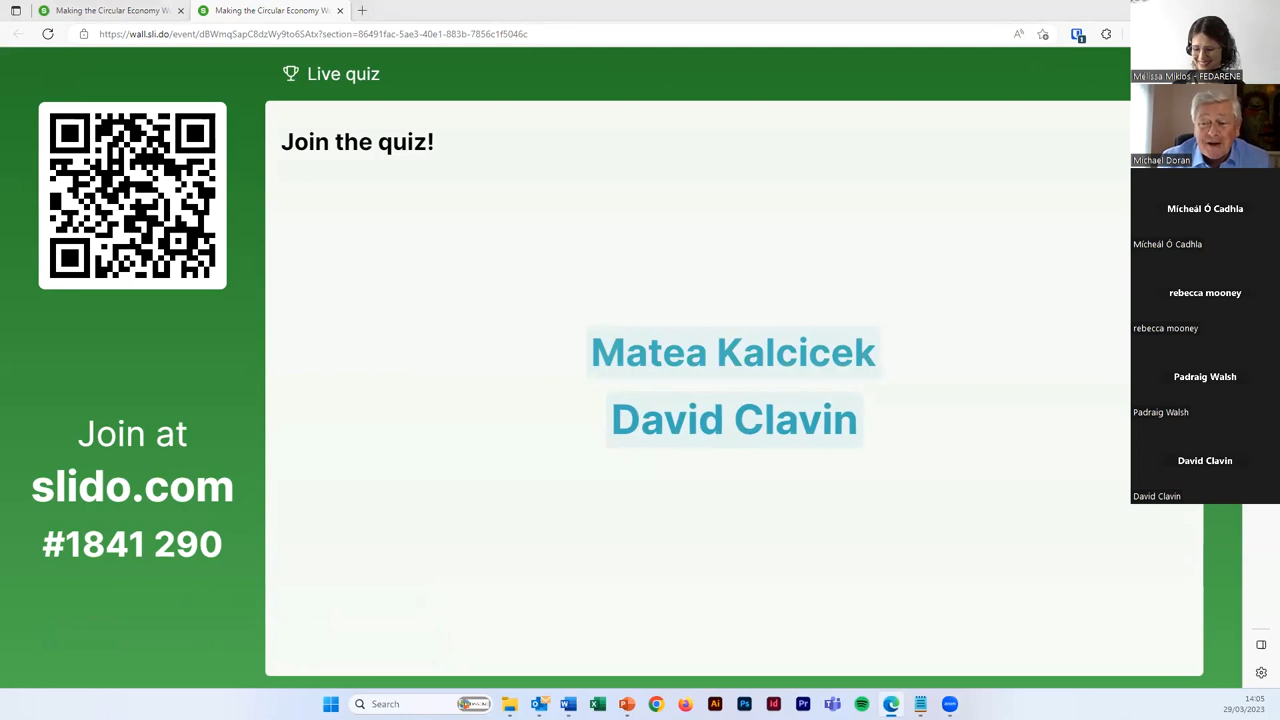 Making the Circular Economy W
Making the Circular Economy W
https://wall.sli.do/event/dBWmqSapC8dzWy9to6SAtx?section=86491fac-5ae3-40e1-883b-7856c1f5046c
Live quiz
Join the quiz!
Matea Kalcicek
David Clavin
Join at
slido.com
#1841 290
Mélissa Miklos - FEDARENE
Michael Doran
Mícheál Ó Cadhla
Mícheál Ó Cadhla
rebecca mooney
rebecca mooney
Padraig Walsh
Padraig Walsh
David Clavin
David Clavin
Search
14:05
29/03/2023